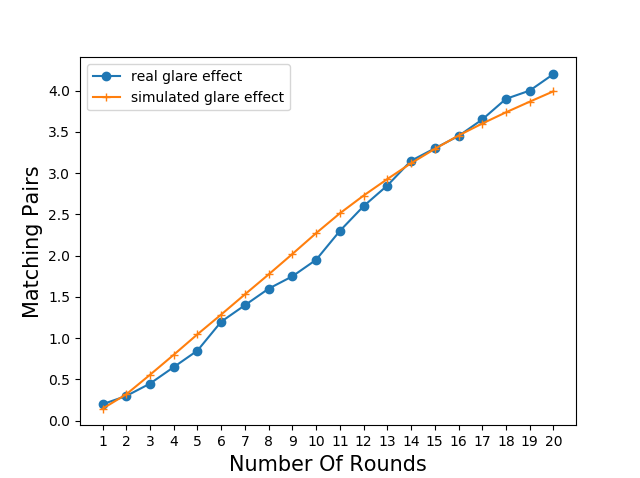 real glare effect
simulated glare effect
4.0
3.5
3.0
2.5
2.0
1.5
1.0
0.5
0.0
Matching Pairs
1 2 3 4 5 6 7 8 9 10 11 12 13 14 15 16 17 18 19 20
Number Of Rounds